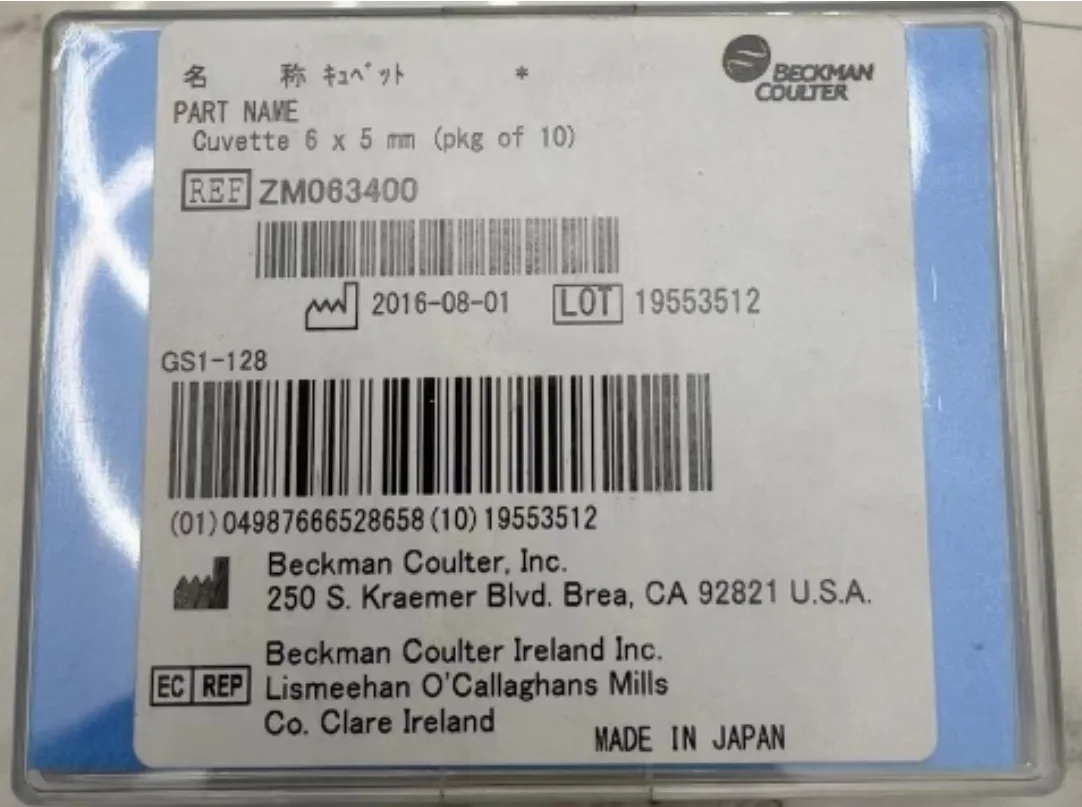 名 称 ｷｭﾍﾞｯﾄ *
BECKMAN
COULTER
PART NAME
Cuvette 6 x 5 mm (pkg of 10)
REF ZM063400
2016-08-01 LOT 19553512
GS1-128
(01)04987666528658(10)19553512
Beckman Coulter, Inc.
250 S. Kraemer Blvd. Brea, CA 92821 U.S.A.
Beckman Coulter Ireland Inc.
EC REP Lismeehan O'Callaghans Mills
Co. Clare Ireland
MADE IN JAPAN